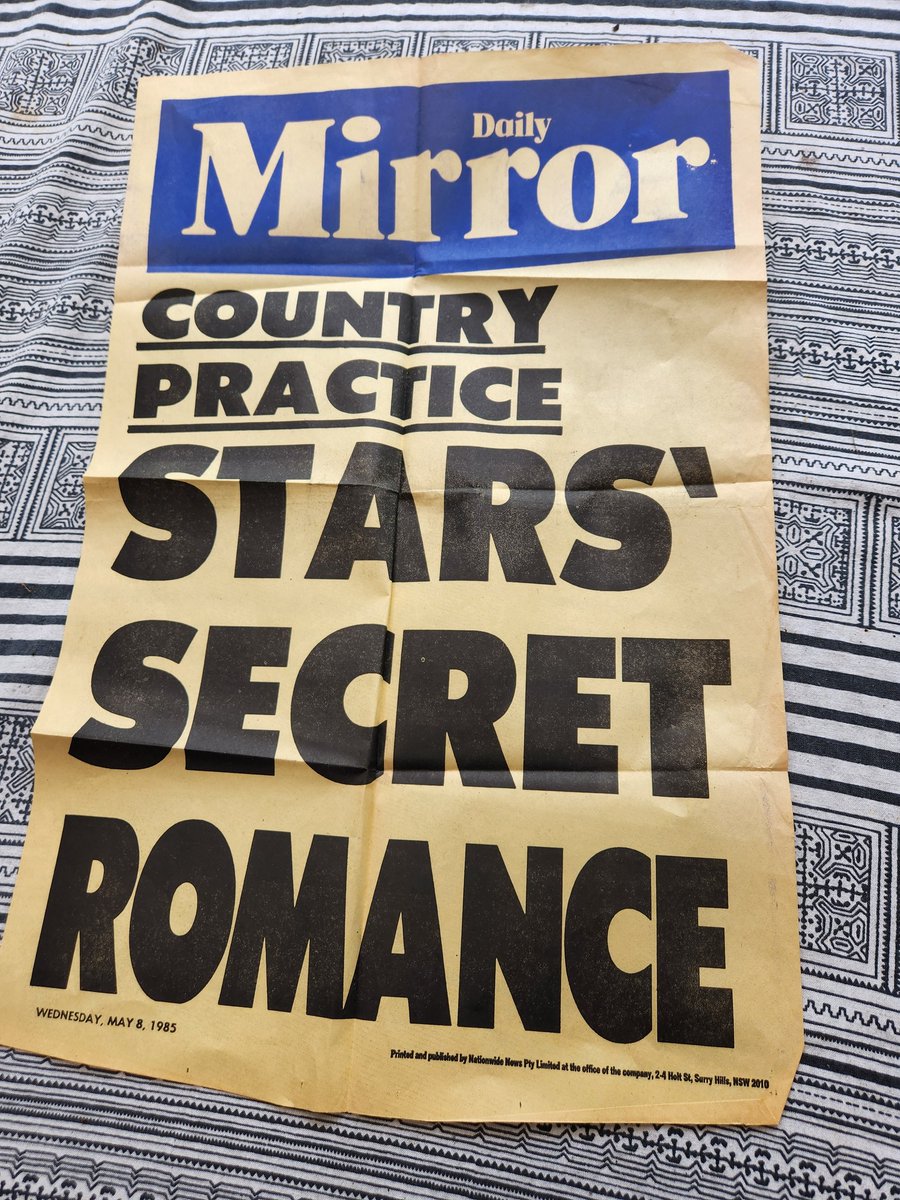 Daily
Mirror
COUNTRY
PRACTICE
STARS'
SECRET
ROMANCE
WEDNESDAY, MAY 8, 1985
Printed and published by Nationwide News Pty Limited at the office of the company, 2-4 Holt St, Surry Hills, NSW 2010